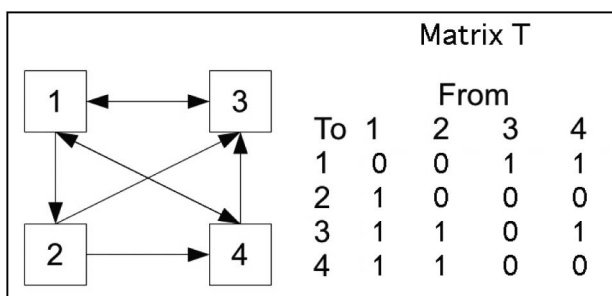 Matrix T
1
3
2
4
From
To 1 2 3 4
1 0 0 1 1
2 1 0 0 0
3 1 1 0 1
4 1 1 0 0